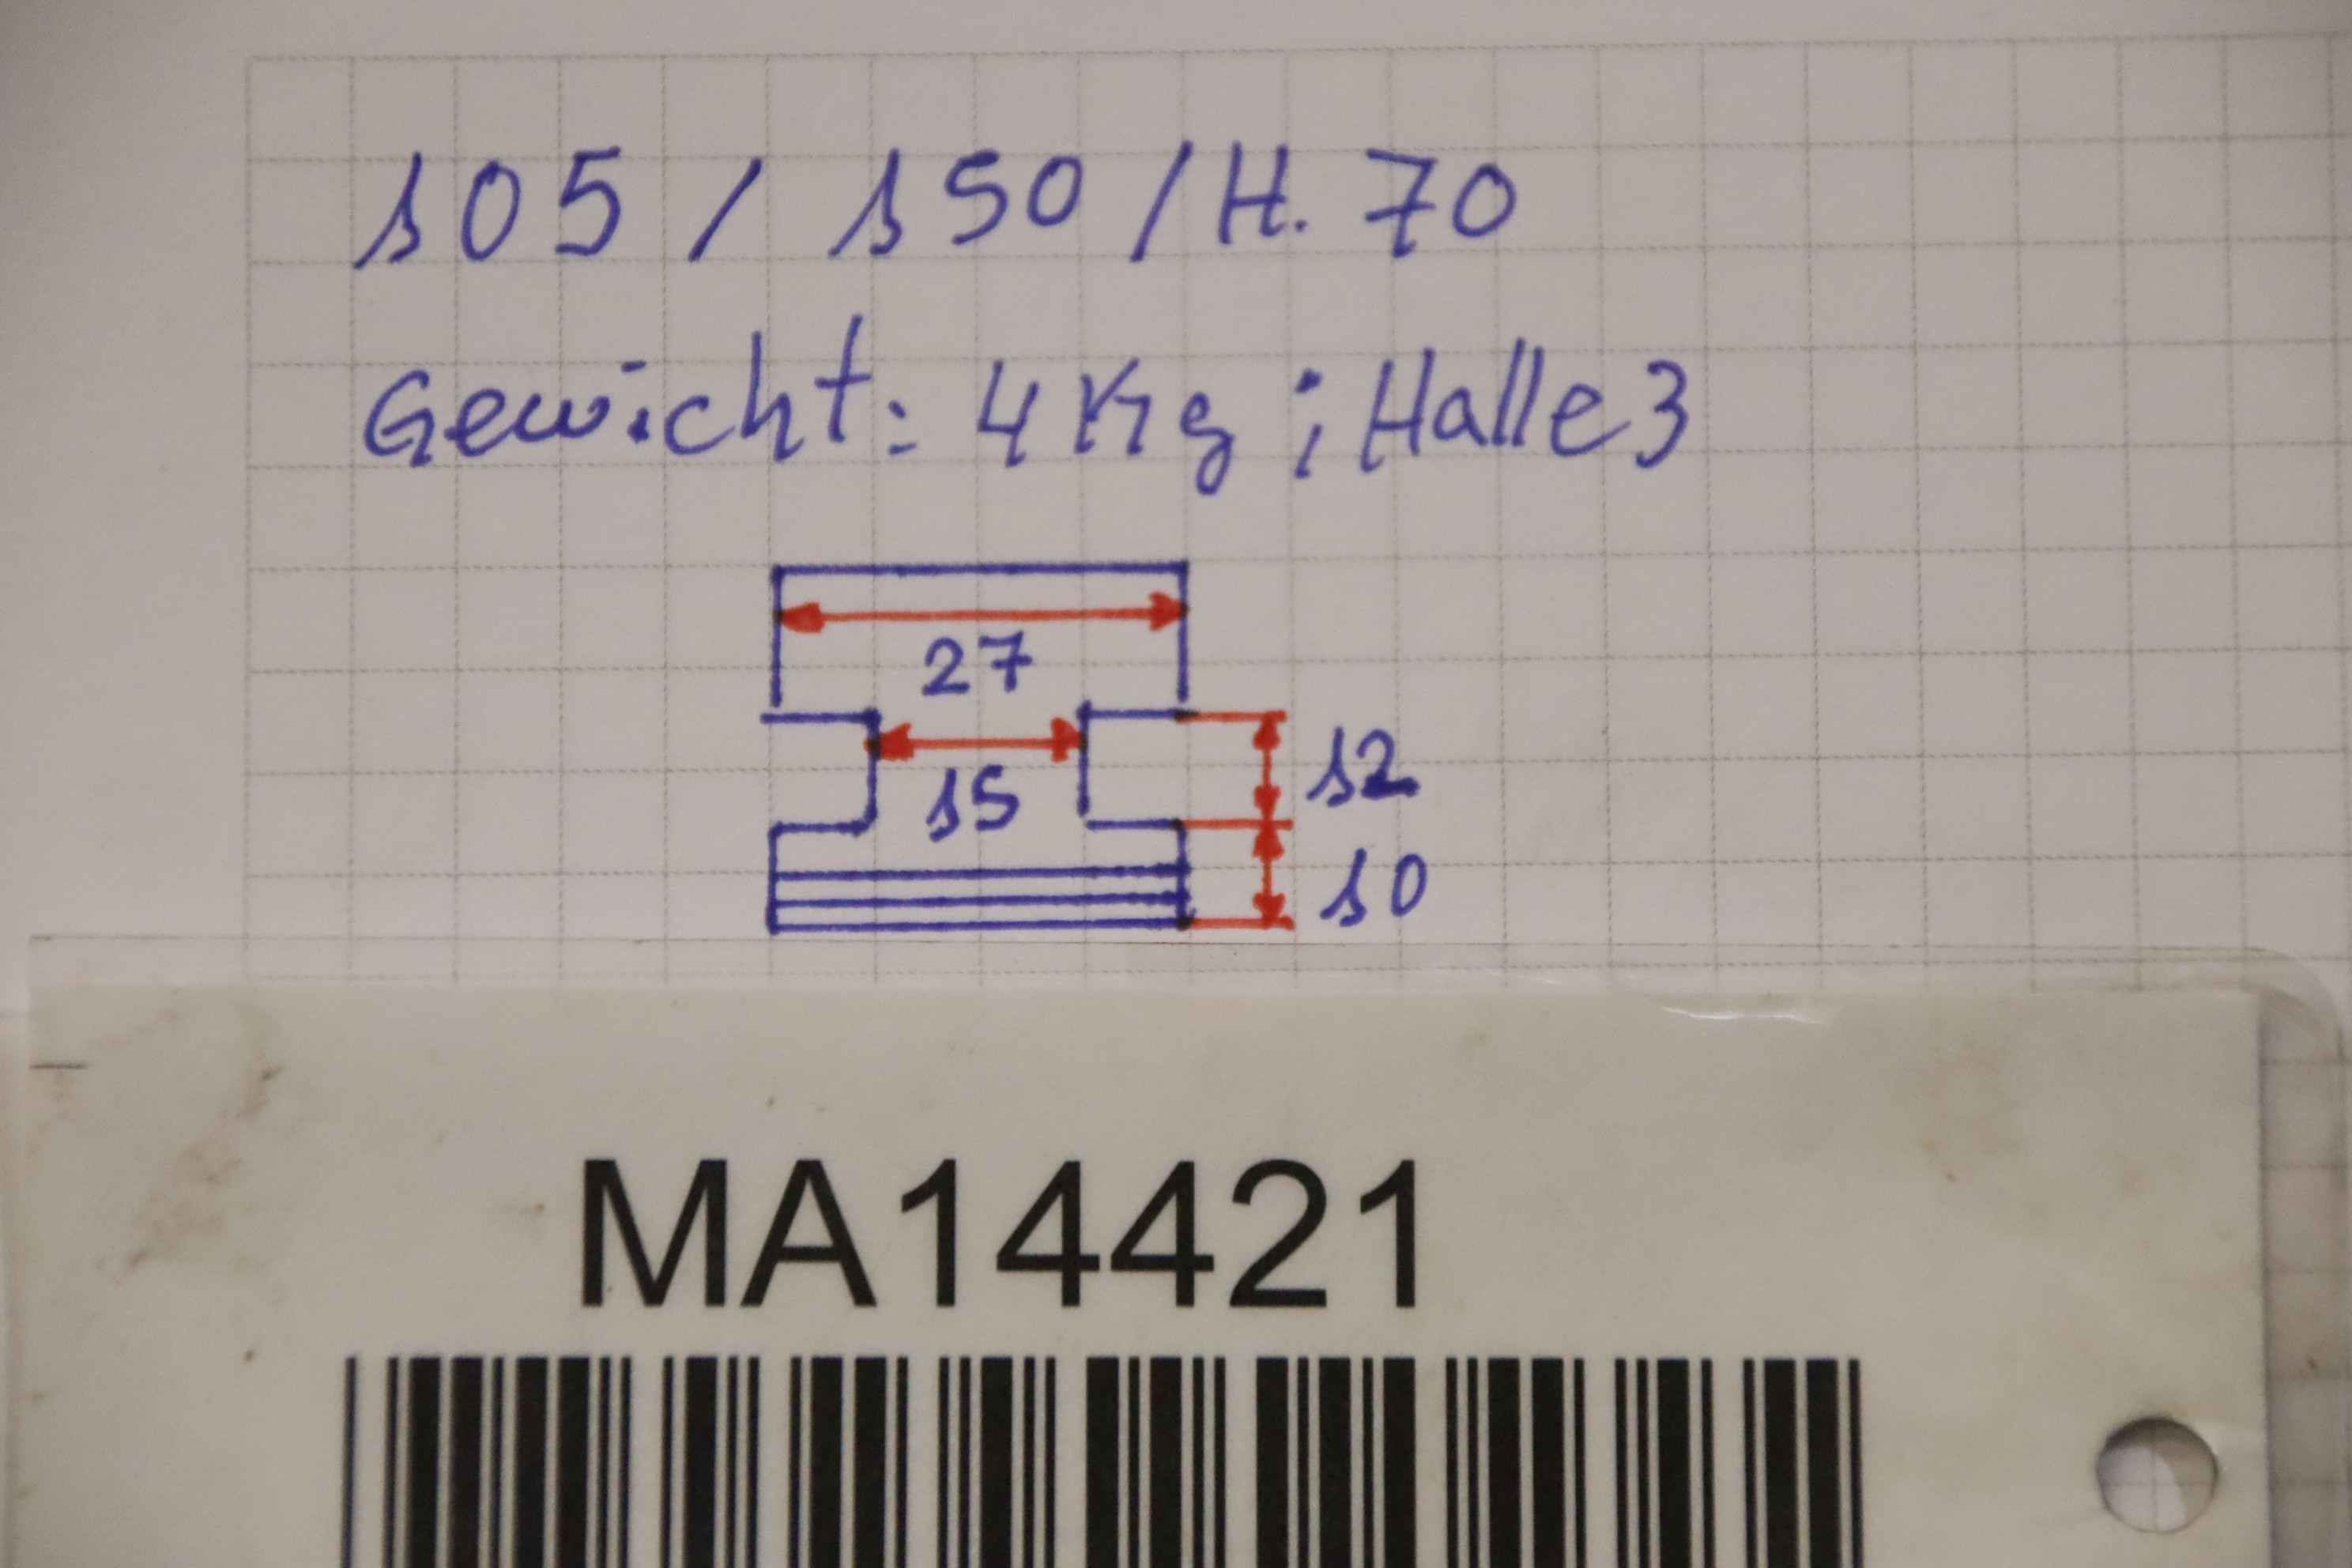 105 / 150 / H. 70
Gewicht: 4 Kg ; Halle 3
27
15
12
10
MA14421